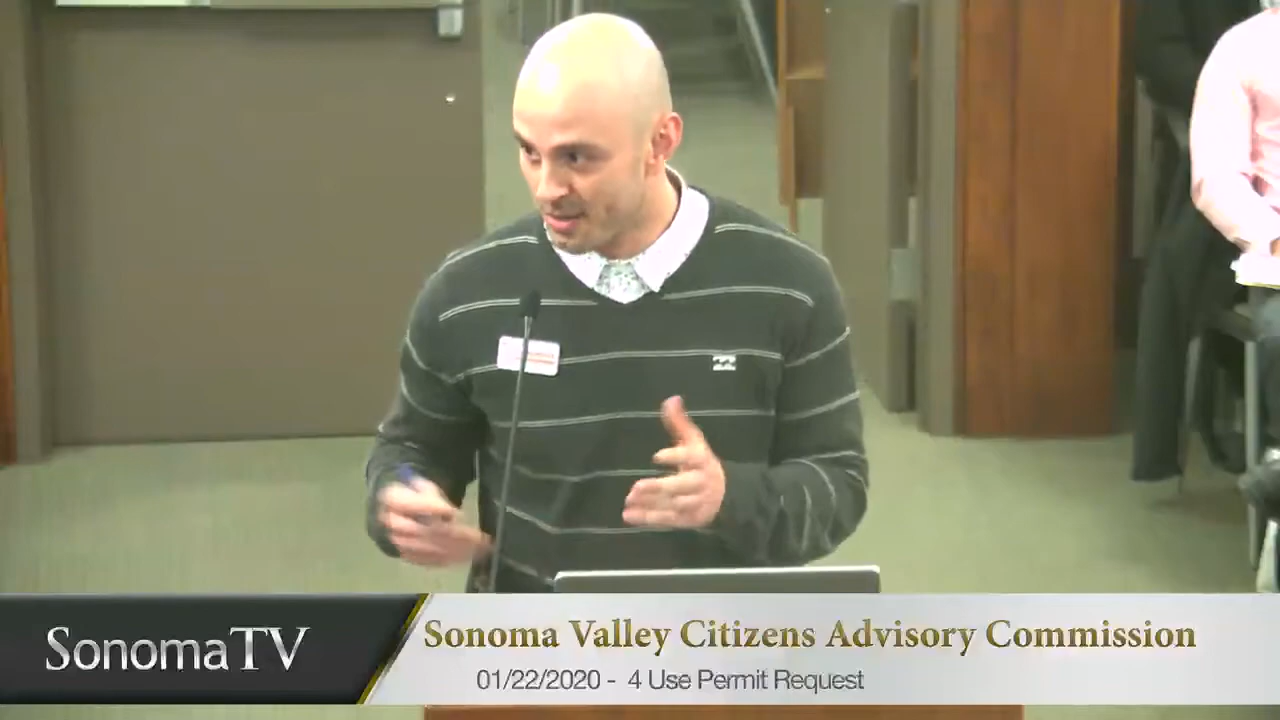 SonomaTV
Sonoma Valley Citizens Advisory Commission
01/22/2020 - 4 Use Permit Request